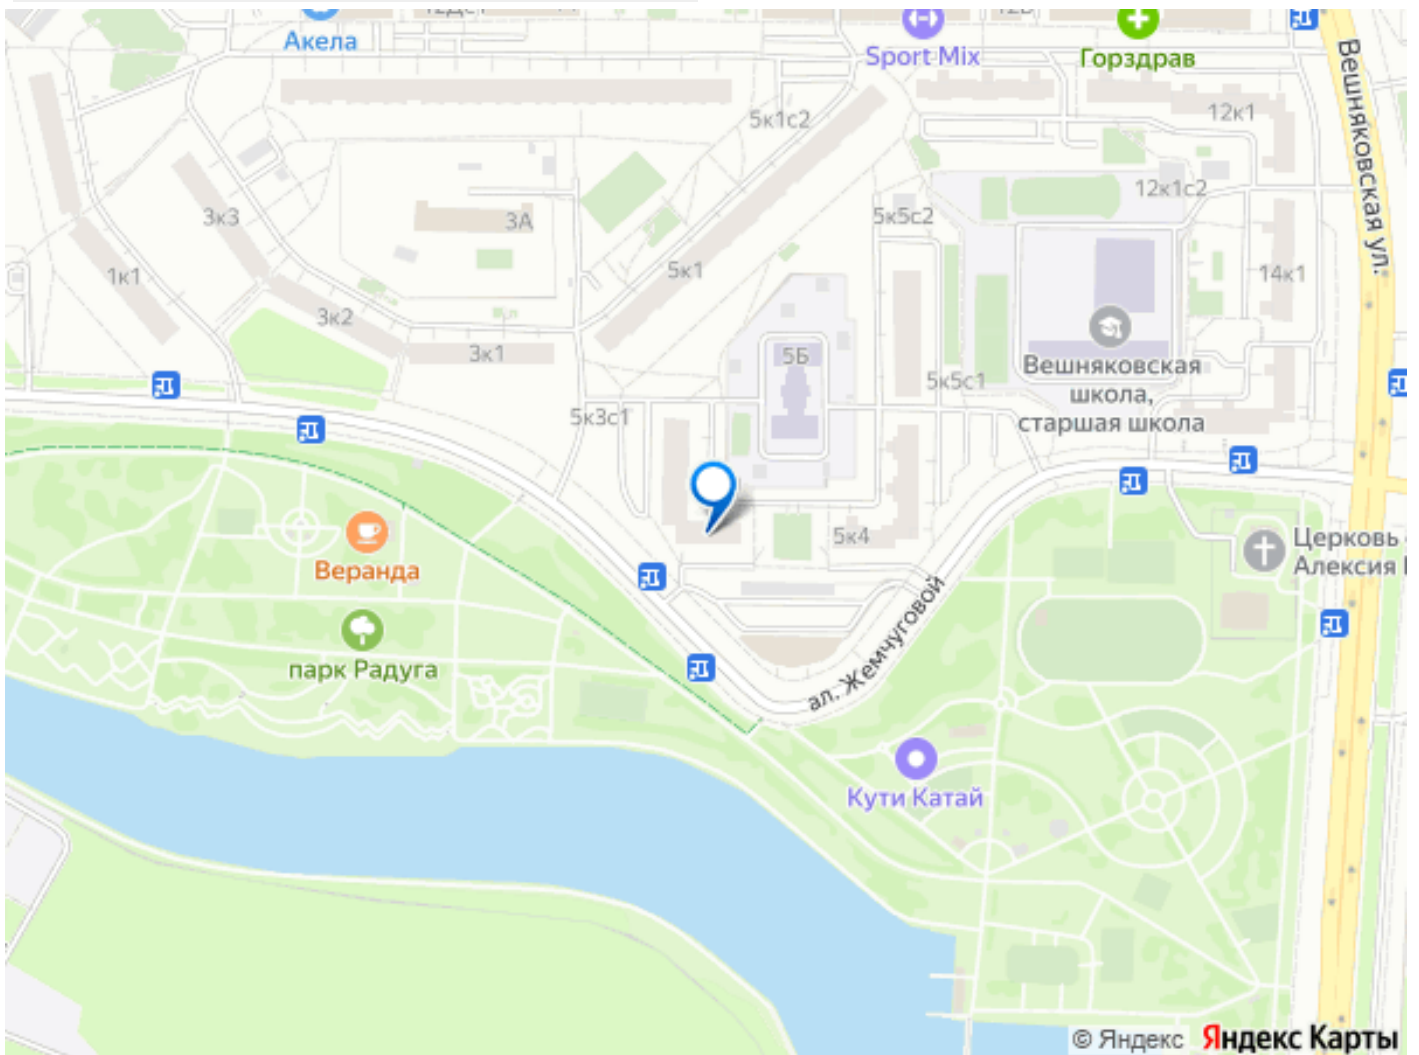 Акела
Sport Mix
Горздрав
Вешняковская ул.
5к1с2
12к1
3к3
3А
5к5с2
12к1с2
1к1
5к1
14к1
3к2
3к1
5Б
Вешняковская
школа,
старшая школа
5к5с1
5к3с1
5к4
Веранда
Церковь
Алексия
парк Радуга
ал. Жемчуговой
Кути Катай
© Яндекс Яндекс Карты